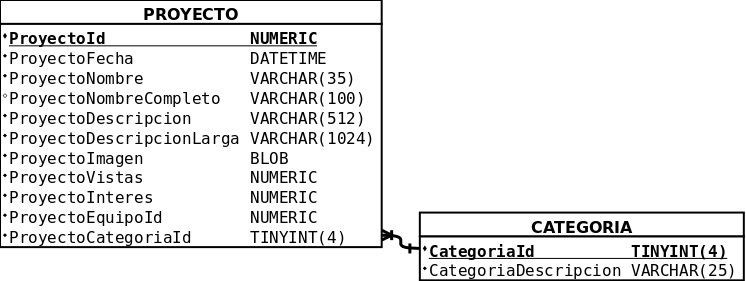 PROYECTO
ProyectoId NUMERIC
ProyectoFecha DATETIME
ProyectoNombre VARCHAR(35)
ProyectoNombreCompleto VARCHAR(100)
ProyectoDescripcion VARCHAR(512)
ProyectoDescripcionLarga VARCHAR(1024)
ProyectoImagen BLOB
ProyectoVistas NUMERIC
ProyectoInteres NUMERIC
ProyectoEquipoId NUMERIC
ProyectoCategoriaId TINYINT(4)
CATEGORIA
CategoriaId TINYINT(4)
CategoriaDescripcion VARCHAR(25)